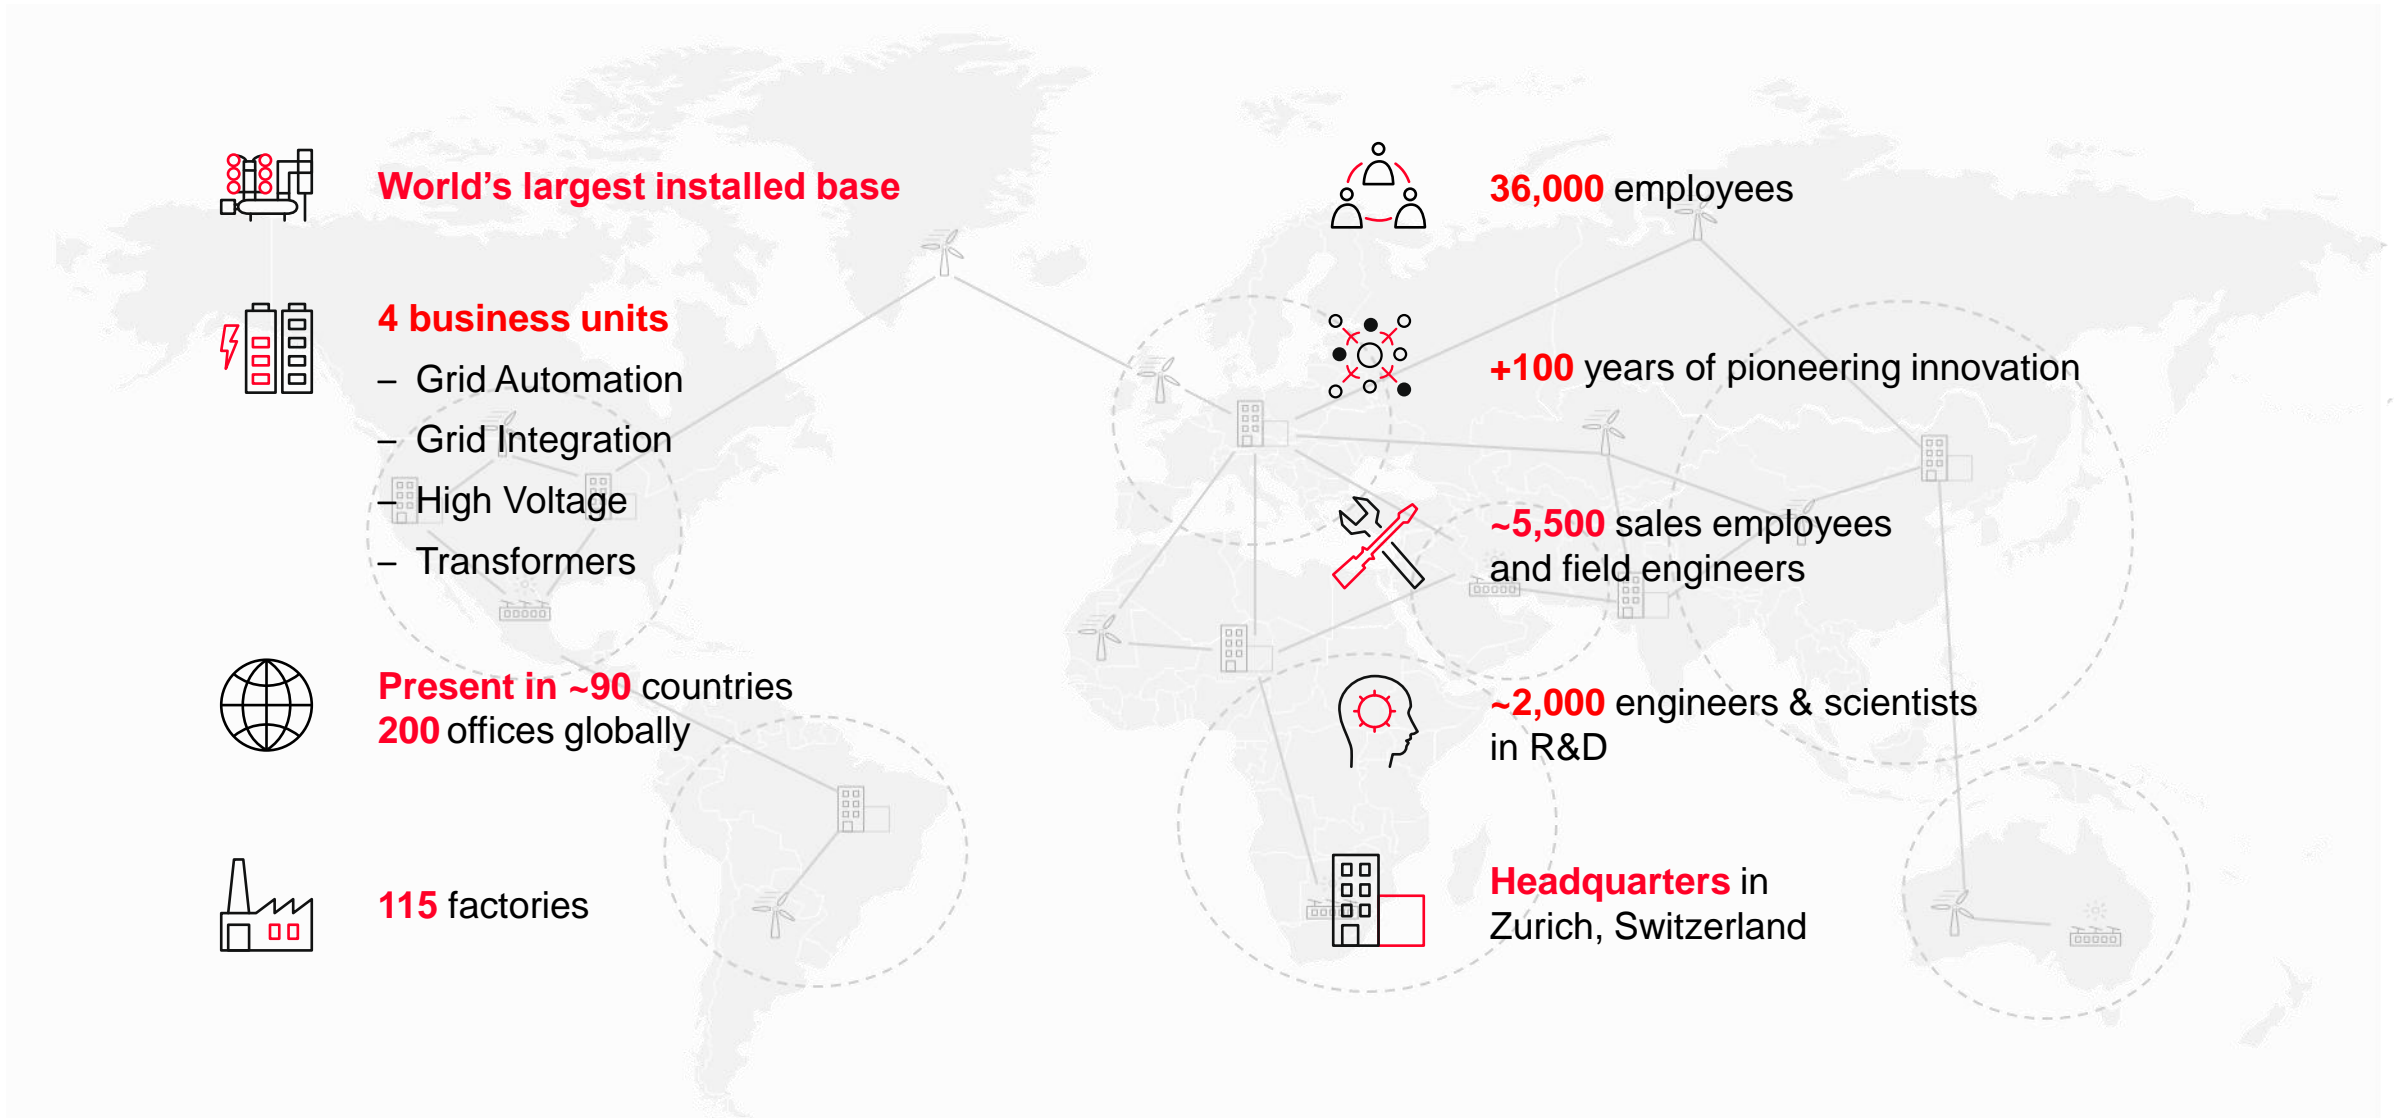 World’s largest installed base
4 business units
– Grid Automation
– Grid Integration
– High Voltage
– Transformers
Present in ~90 countries
200 offices globally
115 factories
36,000 employees
+100 years of pioneering innovation
~5,500 sales employees
and field engineers
~2,000 engineers & scientists
in R&D
Headquarters in
Zurich, Switzerland